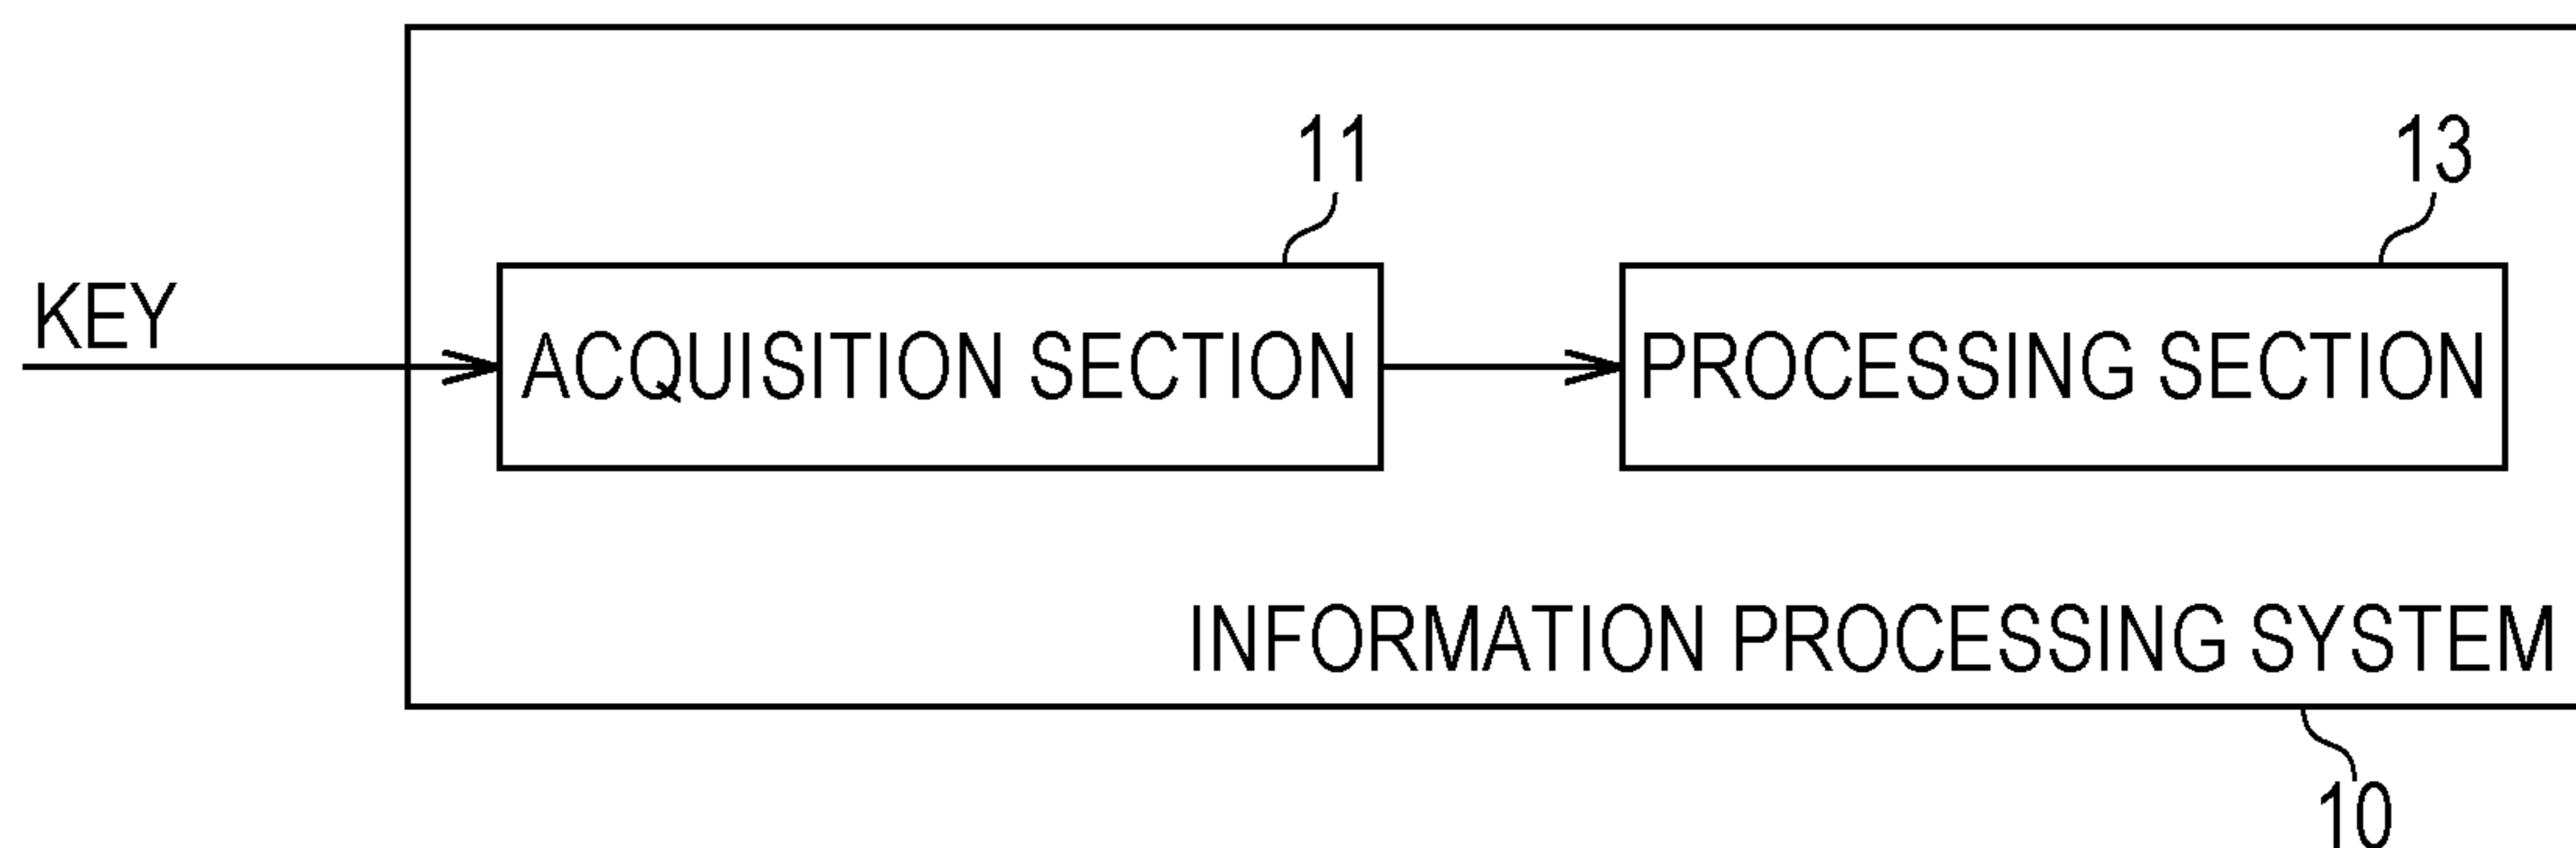 11
13
KEY
ACQUISITION SECTION
PROCESSING SECTION
INFORMATION PROCESSING SYSTEM
10